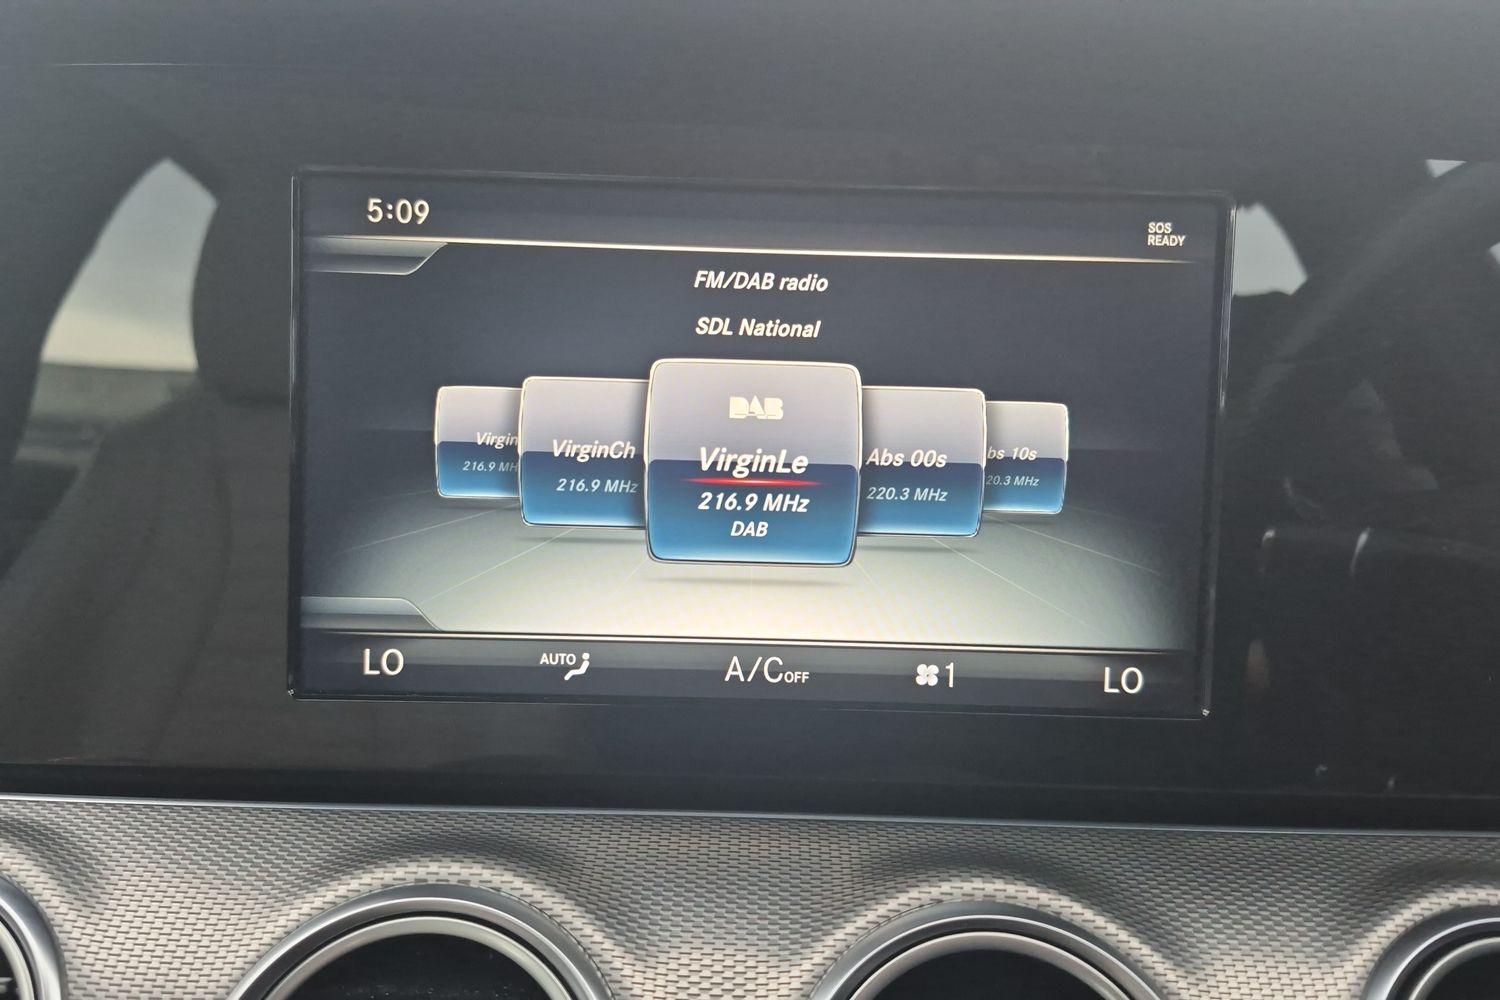 5:09
SOS
READY
FM/DAB radio
SDL National
DAB
Virgin
216.9 MH
VirginCh
216.9 MHz
VirginLe
216.9 MHz
DAB
Abs 00s
220.3 MHz
bs 10s
20.3 MHz
LO
AUTO
A/C OFF
1
LO